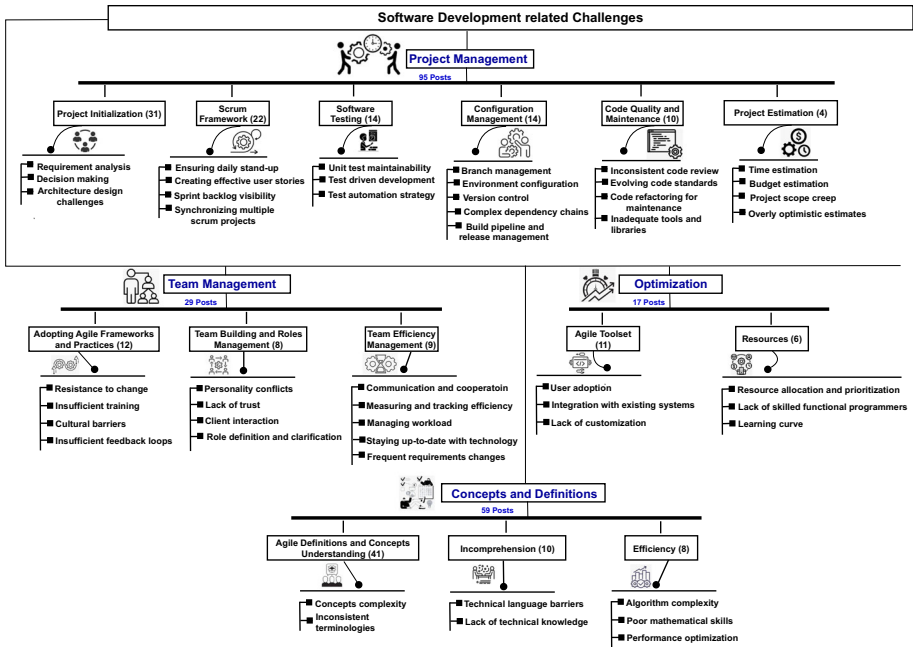 Software Development related Challenges
Project Management
95 Posts
Project Initialization (31)
Requirement analysis
Decision making
Architecture design
challenges
Scrum
Framework (22)
Ensuring daily stand-up
Creating effective user stories
Sprint backlog visibility
Synchronizing multiple
scrum projects
Software
Testing (14)
Unit test maintainability
Test driven development
Test automation strategy
Configuration
Management (14)
Branch management
Environment configuration
Version control
Complex dependency chains
Build pipeline and
release management
Code Quality and
Maintenance (10)
Inconsistent code review
Evolving code standards
Code refactoring for
maintenance
Inadequate tools and
libraries
Project Estimation (4)
Time estimation
Budget estimation
Project scope creep
Overly optimistic estimates
Team Management
29 Posts
Adopting Agile Frameworks
and Practices (12)
Resistance to change
Insufficient training
Cultural barriers
Insufficient feedback loops
Team Building and Roles
Management (8)
Personality conflicts
Lack of trust
Client interaction
Role definition and clarification
Team Efficiency
Management (9)
Communication and cooperatoin
Measuring and tracking efficiency
Managing workload
Staying up-to-date with technology
Frequent requirements changes
Optimization
17 Posts
Agile Toolset
(11)
User adoption
Integration with existing systems
Lack of customization
Resources (6)
Resource allocation and prioritization
Lack of skilled functional programmers
Learning curve
Concepts and Definitions
59 Posts
Agile Definitions and Concepts
Understanding (41)
Concepts complexity
Inconsistent
terminologies
Incomprehension (10)
Technical language barriers
Lack of technical knowledge
Efficiency (8)
Algorithm complexity
Poor mathematical skills
Performance optimization